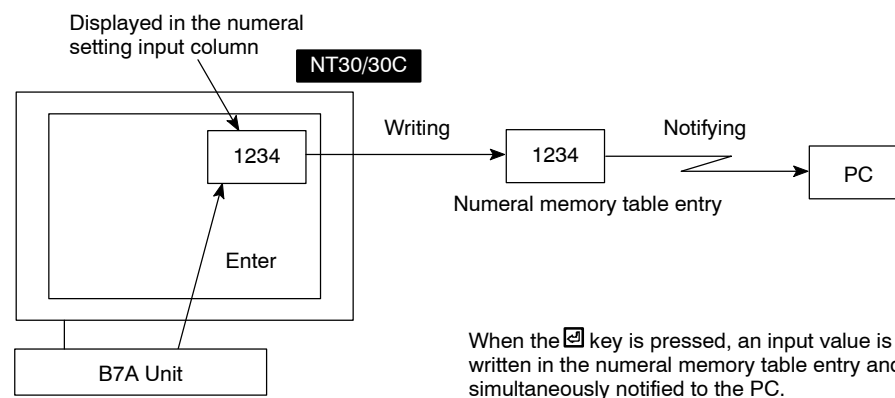 Displayed in the numeral
setting input column
NT30/30C
1234
Writing
1234
Notifying
PC
Numeral memory table entry
Enter
B7A Unit
When the key is pressed, an input value is
written in the numeral memory table entry and
simultaneously notified to the PC.